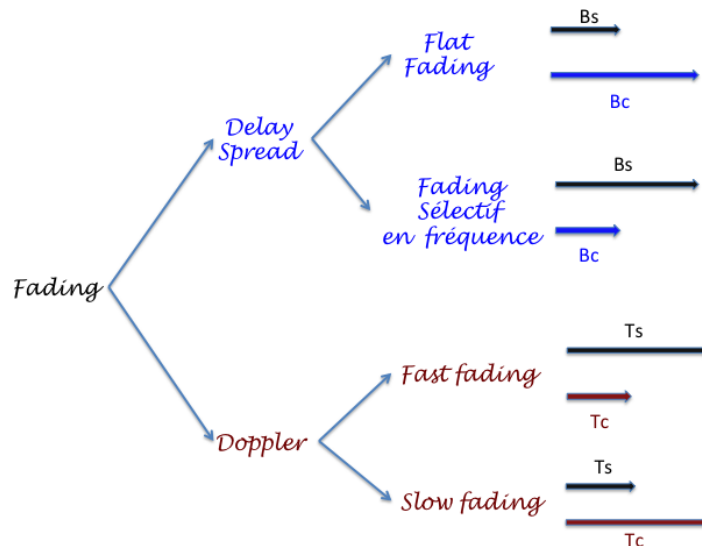 Flat
Fading
Bs
Bc
Delay
Spread
Fading
Sélectif
en fréquence
Bs
Bc
Fading
Fast fading
Ts
Tc
Doppler
Slow fading
Ts
Tc